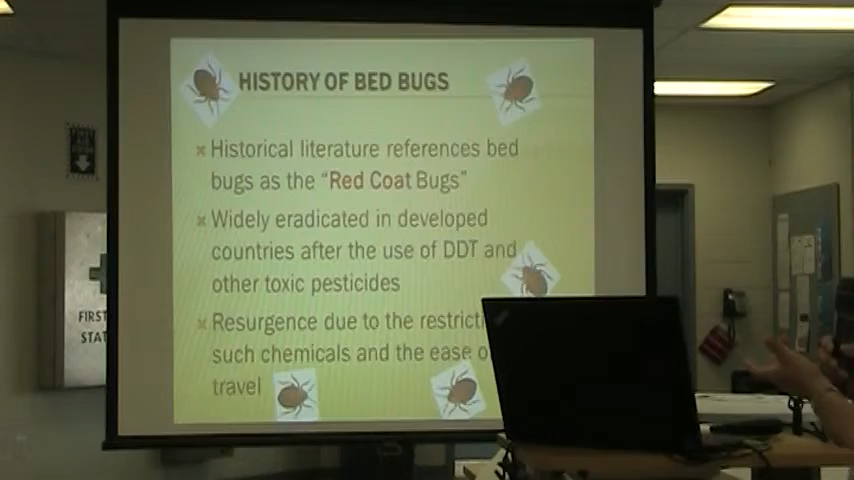 HISTORY OF BED BUGS
Historical literature references bed
bugs as the "Red Coat Bugs"
Widely eradicated in developed
countries after the use of DDT and
other toxic pesticides
Resurgence due to the
such chemicals and the ease
travel
FIRST